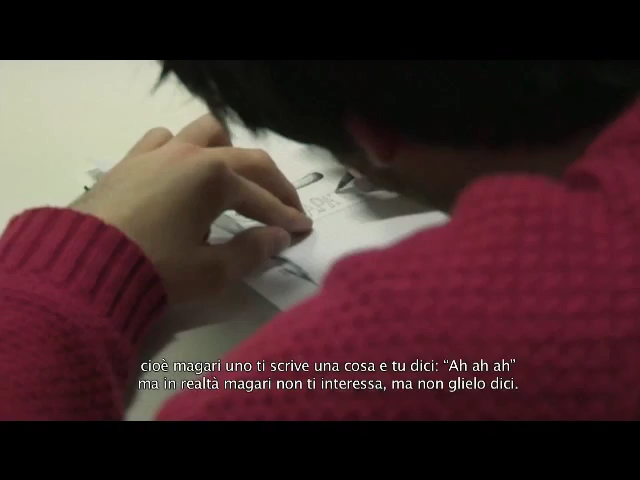 cioè magari uno ti scrive una cosa e tu dici: “Ah ah ah”
ma in realtà magari non ti interessa, ma non glielo dici.